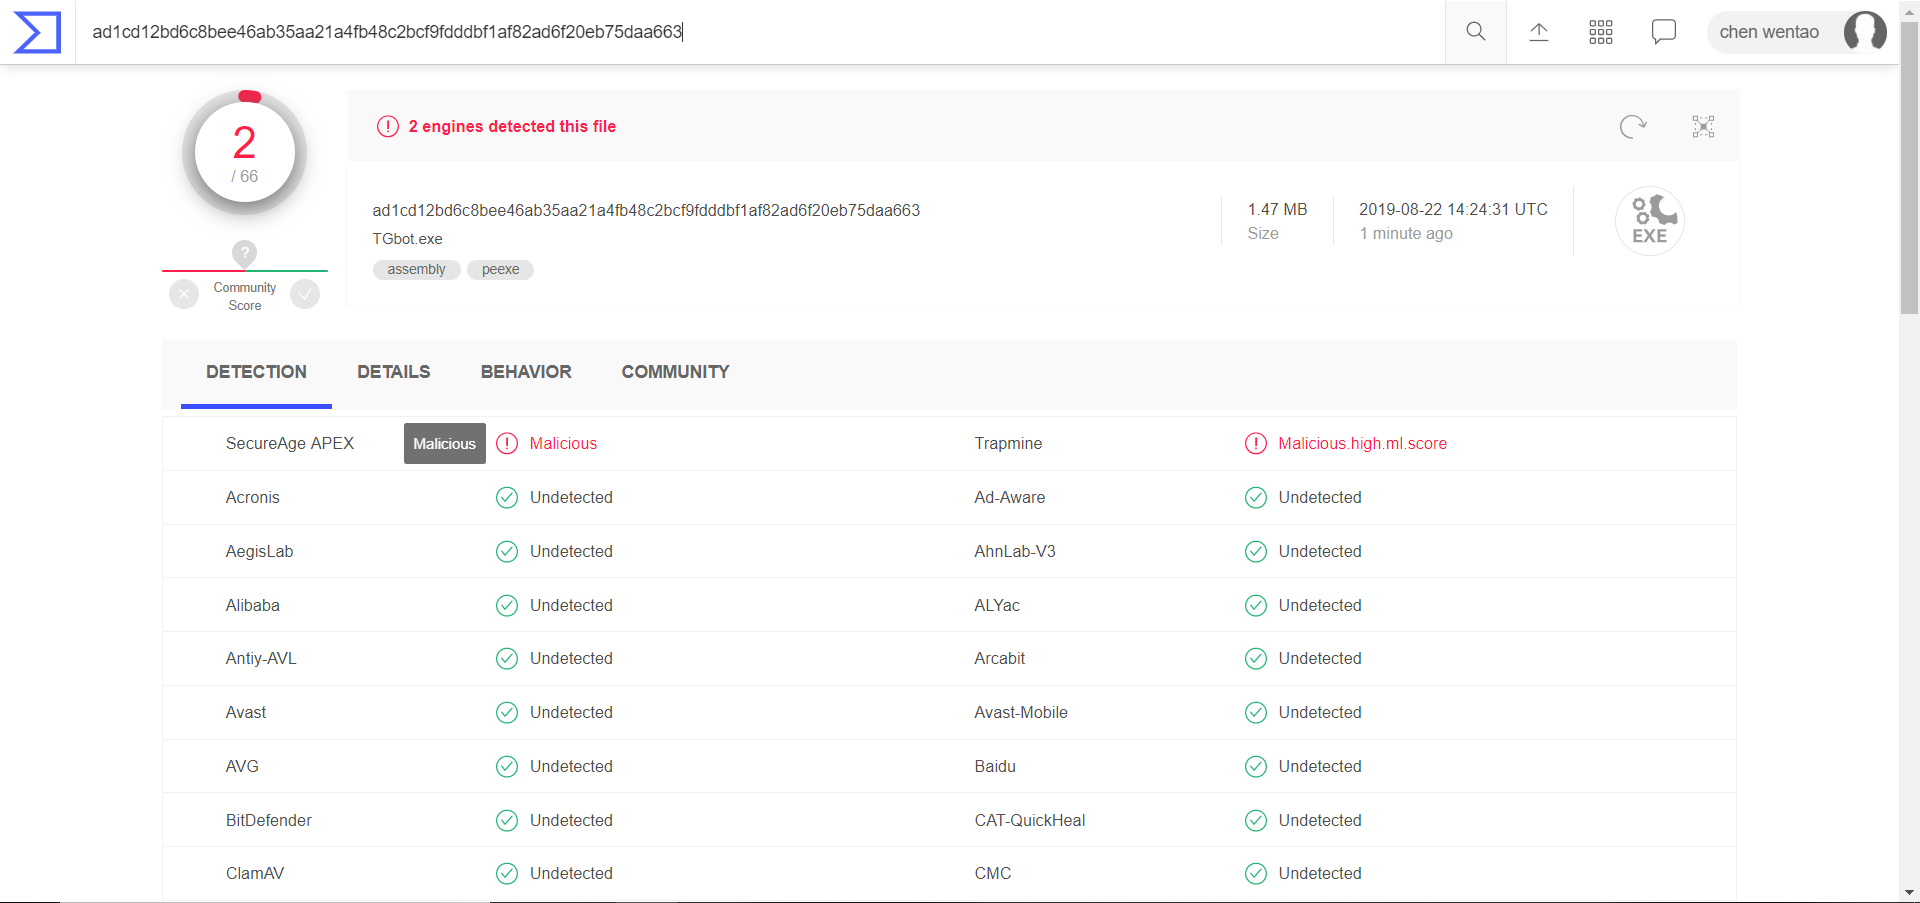 ad1cd12bd6c8bee46ab35aa21a4fb48c2bcf9fdddbf1af82ad6f20eb75daa663
chen wentao
2
/ 66
2 engines detected this file
ad1cd12bd6c8bee46ab35aa21a4fb48c2bcf9fdddbf1af82ad6f20eb75daa663
TGbot.exe
assembly peexe
1.47 MB
Size
2019-08-22 14:24:31 UTC
1 minute ago
EXE
?
Community
Score
DETECTION DETAILS BEHAVIOR COMMUNITY
SecureAge APEX Malicious Malicious Trapmine Malicious.high.ml.score
Acronis Undetected Ad-Aware Undetected
AegisLab Undetected AhnLab-V3 Undetected
Alibaba Undetected ALYac Undetected
Antiy-AVL Undetected Arcabit Undetected
Avast Undetected Avast-Mobile Undetected
AVG Undetected Baidu Undetected
BitDefender Undetected CAT-QuickHeal Undetected
ClamAV Undetected CMC Undetected